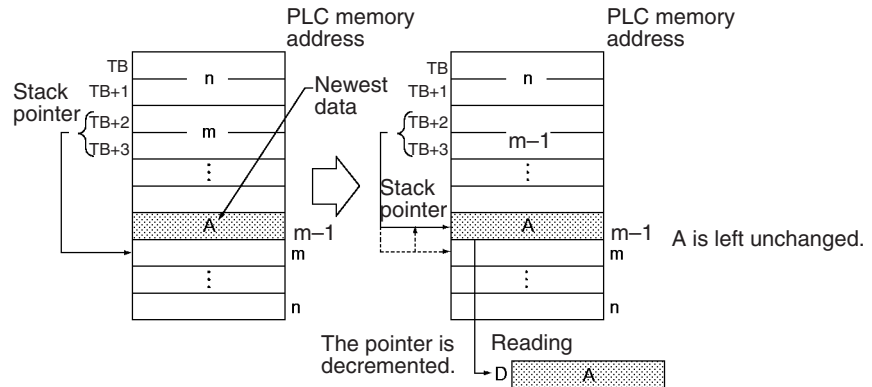 PLC memory
address
TB
n
TB+1
Stack
pointer
TB+2
m
TB+3
Newest
data
A
m–1
m
n
PLC memory
address
TB
n
TB+1
TB+2
m–1
TB+3
Stack
pointer
A
m–1
m
n
A is left unchanged.
The pointer is
decremented.
Reading
D
A